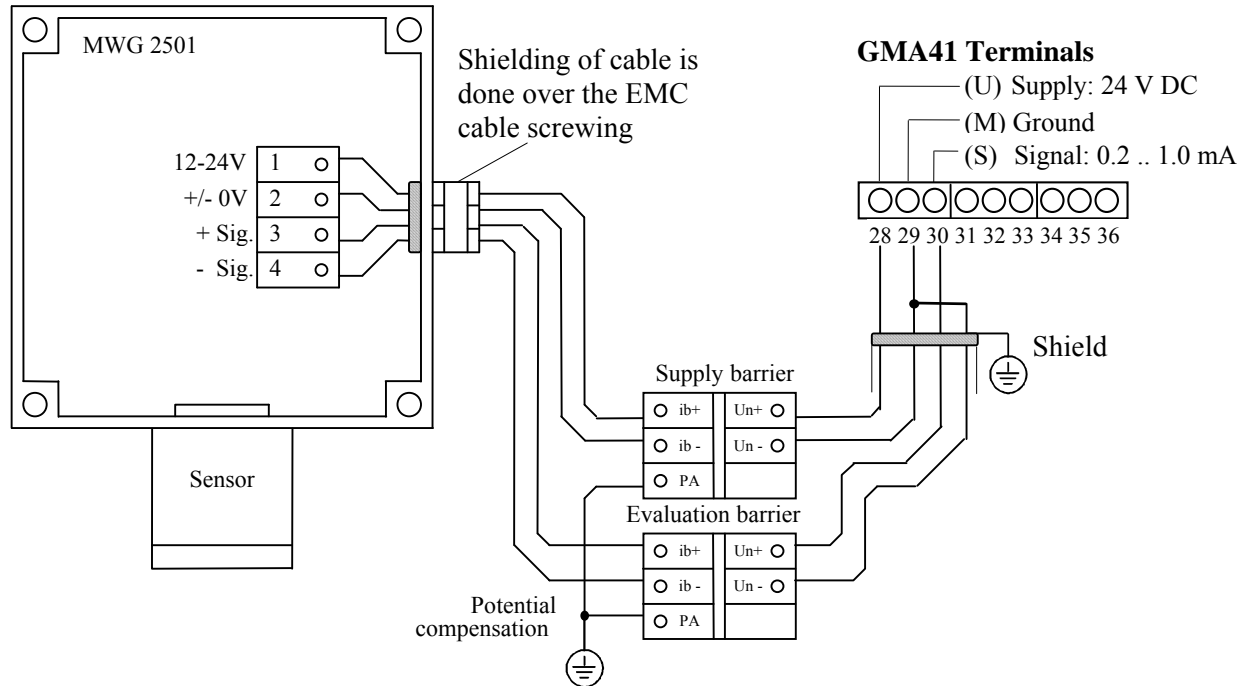 MWG 2501
Shielding of cable is
done over the EMC
cable screwing
GMA41 Terminals
(U) Supply: 24 V DC
(M) Ground
(S) Signal: 0.2 .. 1.0 mA
12-24V 1
+/- 0V 2
+ Sig. 3
- Sig. 4
28 29 30 31 32 33 34 35 36
Shield
Supply barrier
ib+ Un+
ib - Un -
PA
Sensor
Evaluation barrier
ib+ Un+
ib - Un -
PA
Potential
compensation